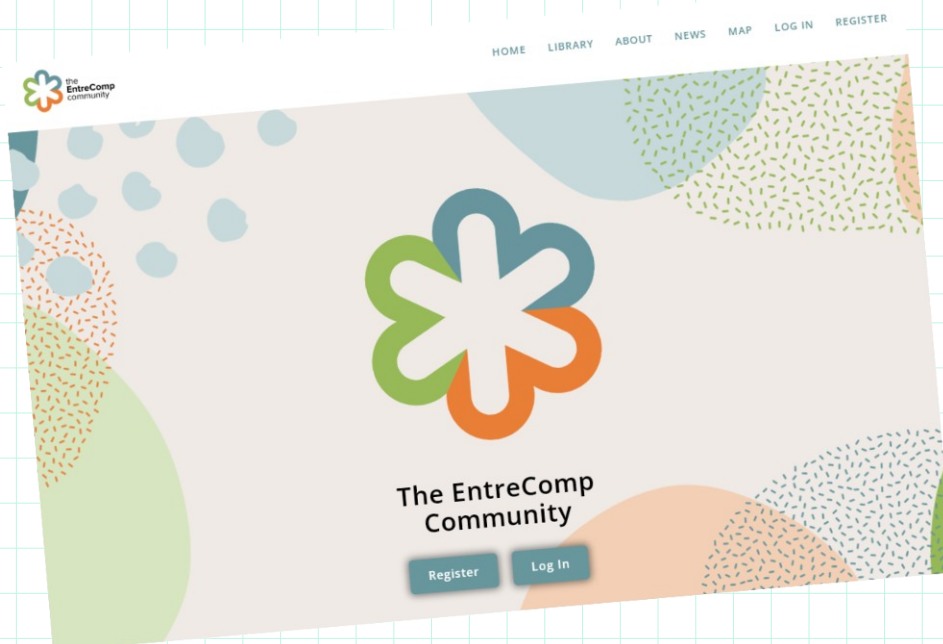 HOME LIBRARY ABOUT NEWS MAP LOG IN REGISTER
the
EntreComp
community
The EntreComp
Community
Register Log In